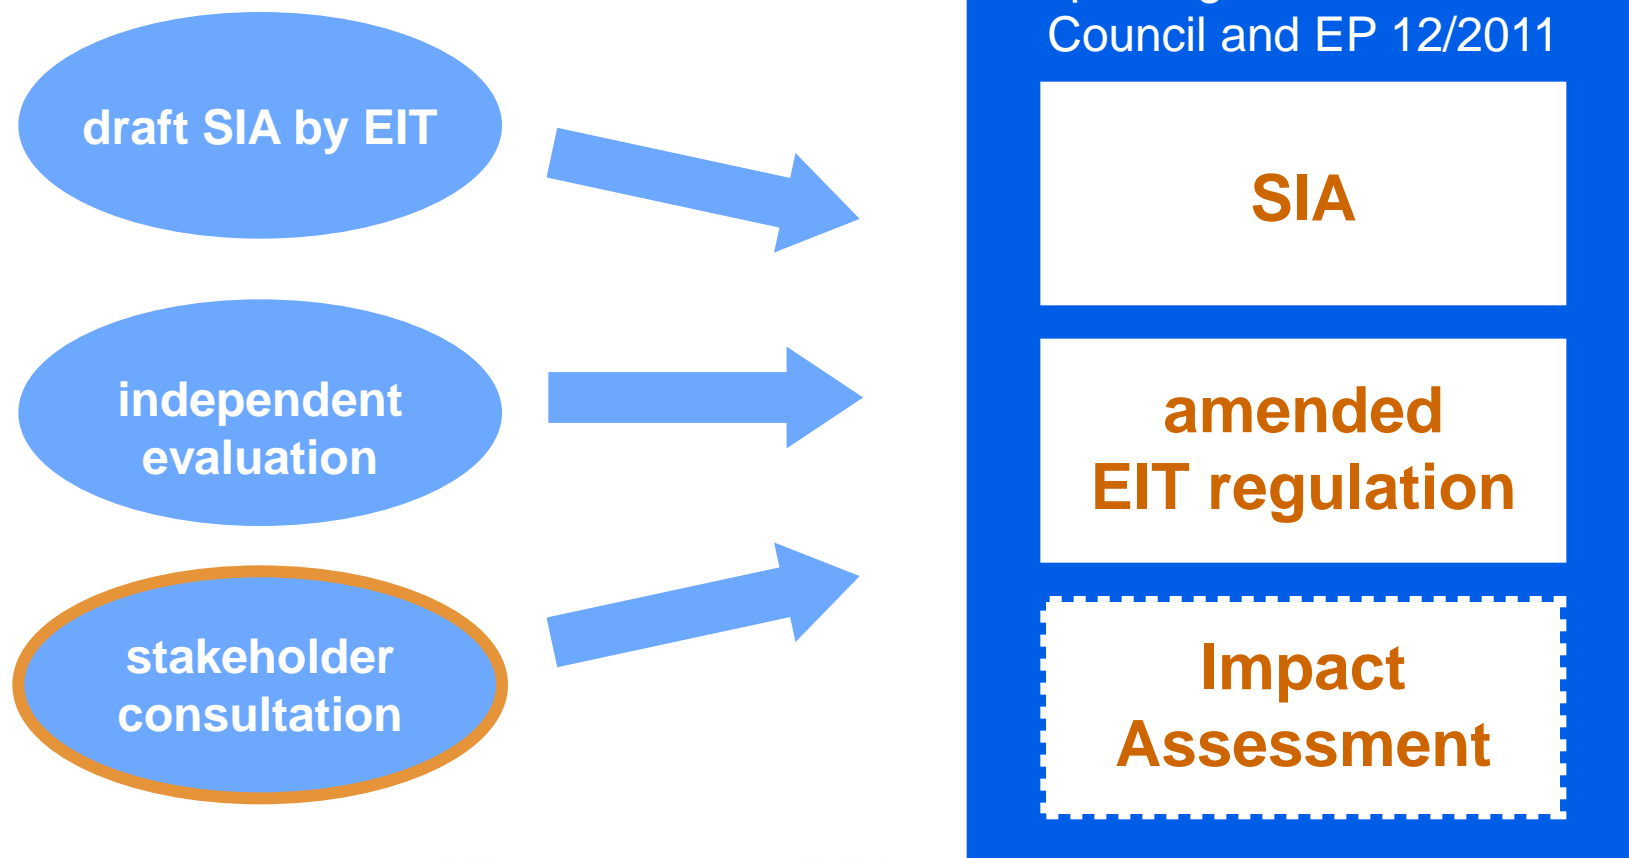 Council and EP 12/2011
draft SIA by EIT
SIA
independent
evaluation
amended
EIT regulation
stakeholder
consultation
Impact
Assessment